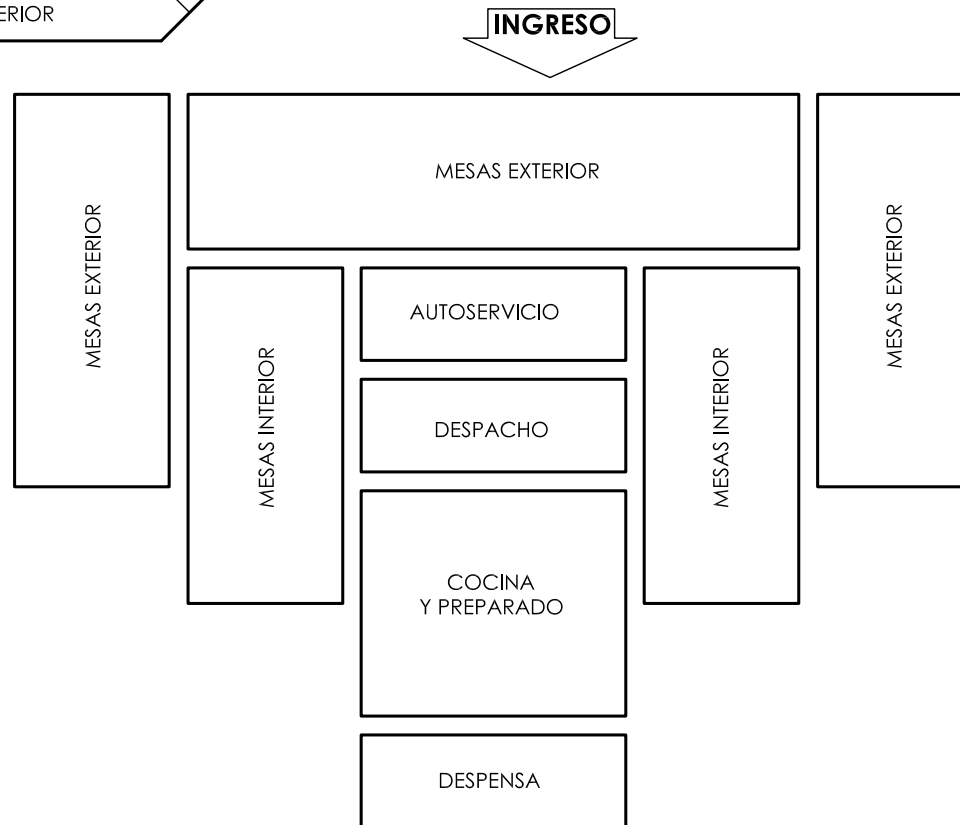 ERIOR
INGRESO
MESAS EXTERIOR
MESAS EXTERIOR
MESAS EXTERIOR
MESAS INTERIOR
AUTOSERVICIO
MESAS INTERIOR
DESPACHO
COCINA
Y PREPARADO
DESPENSA